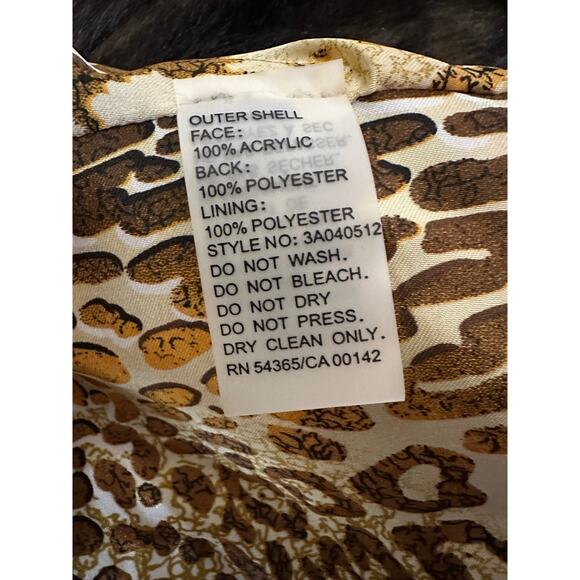 OUTER SHELL
FACE:
100% ACRYLIC
BACK:
100% POLYESTER
LINING:
100% POLYESTER
STYLE NO: 3A040512
DO NOT WASH.
DO NOT BLEACH.
DO NOT DRY
DO NOT PRESS.
DRY CLEAN ONLY.
RN 54365/CA 00142